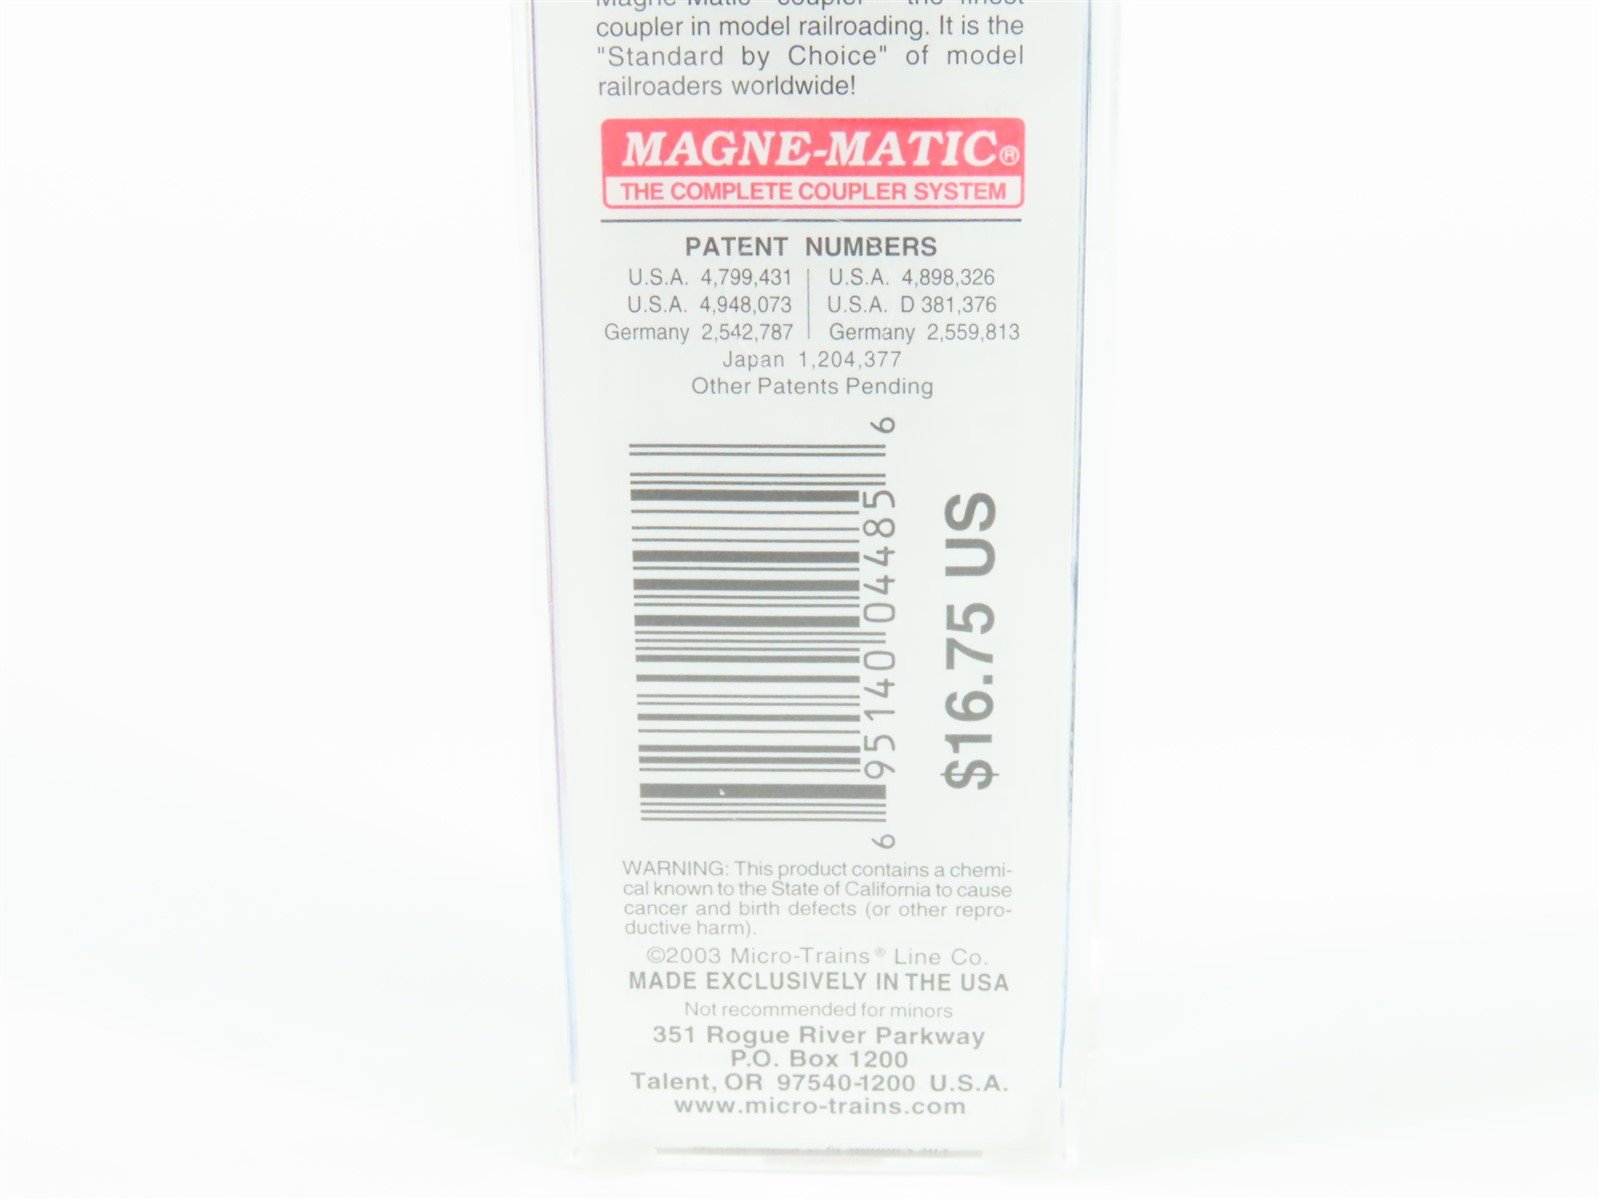 Magne-Matic coupler the finest
coupler in model railroading. It is the
"Standard by Choice" of model
railroaders worldwide!
MAGNE-MATIC®
THE COMPLETE COUPLER SYSTEM
PATENT NUMBERS
U.S.A. 4,799,431 | U.S.A. 4,898,326
U.S.A. 4,948,073 | U.S.A. D 381,376
Germany 2,542,787 | Germany 2,559,813
Japan 1,204,377
Other Patents Pending
6 95140 04485 6
$16.75 US
WARNING: This product contains a chemi-
cal known to the State of California to cause
cancer and birth defects (or other repro-
ductive harm).
©2003 Micro-Trains® Line Co.
MADE EXCLUSIVELY IN THE USA
Not recommended for minors
351 Rogue River Parkway
P.O. Box 1200
Talent, OR 97540-1200 U.S.A.
www.micro-trains.com